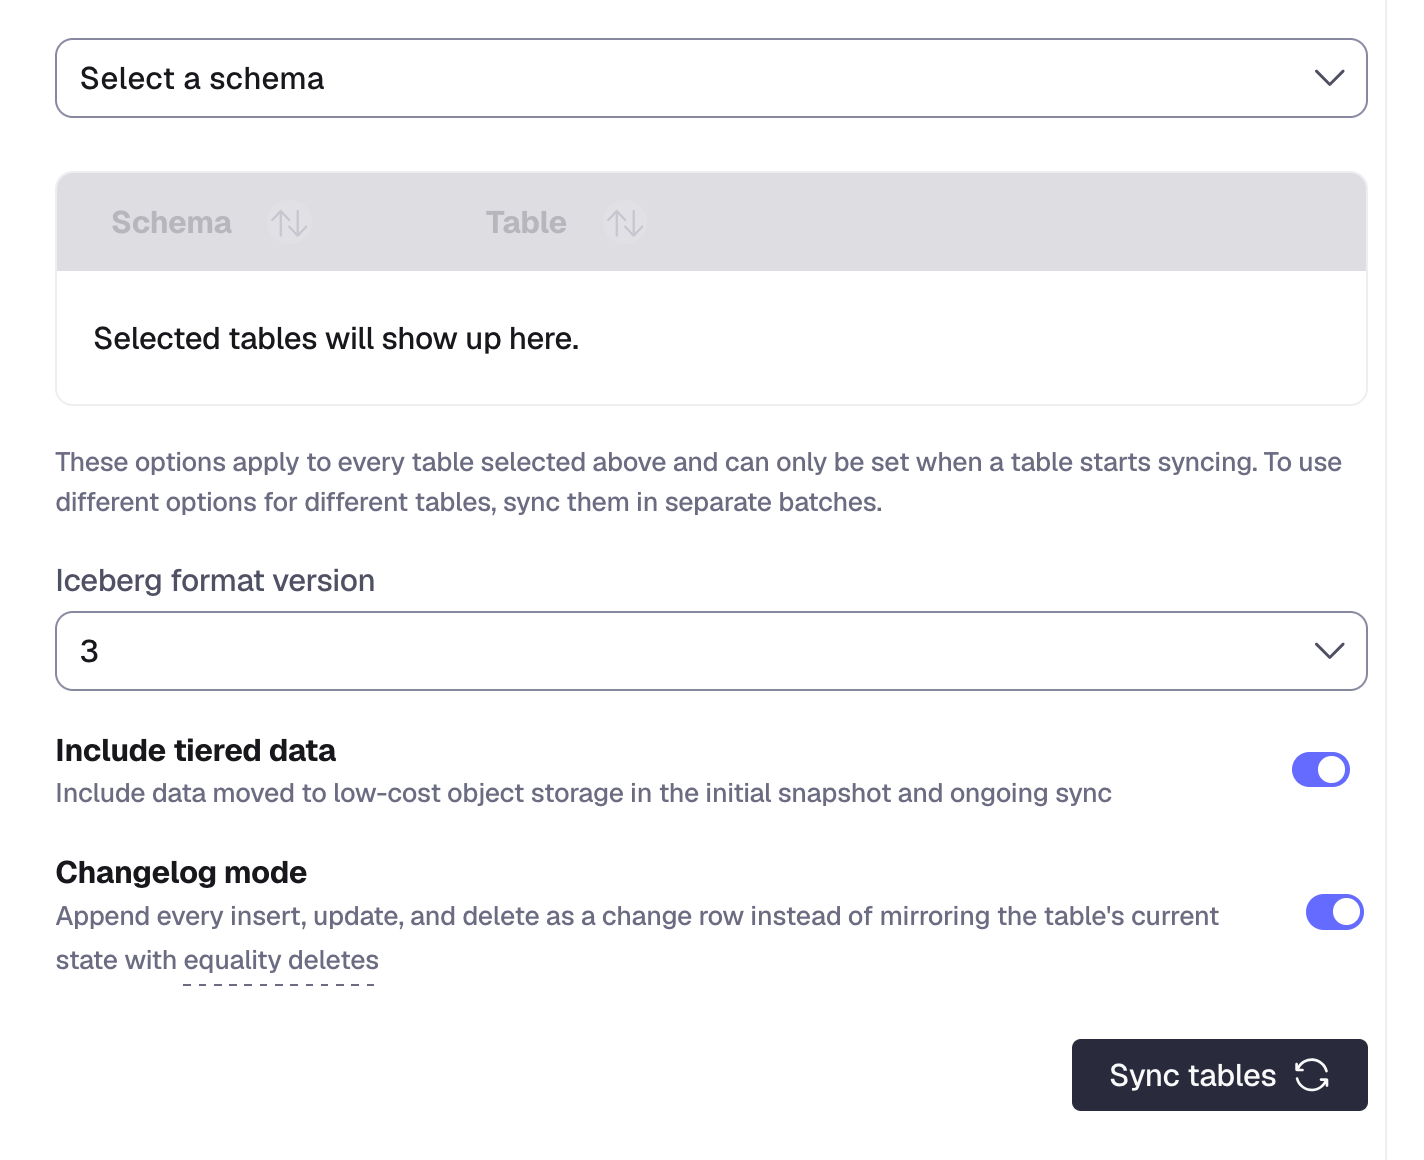 Select a schema
Schema
Table
Selected tables will show up here.
These options apply to every table selected above and can only be set when a table starts syncing. To use
different options for different tables, sync them in separate batches.
Iceberg format version
3
Include tiered data
Include data moved to low-cost object storage in the initial snapshot and ongoing sync
Changelog mode
Append every insert, update, and delete as a change row instead of mirroring the table's current
state with equality deletes
Sync tables